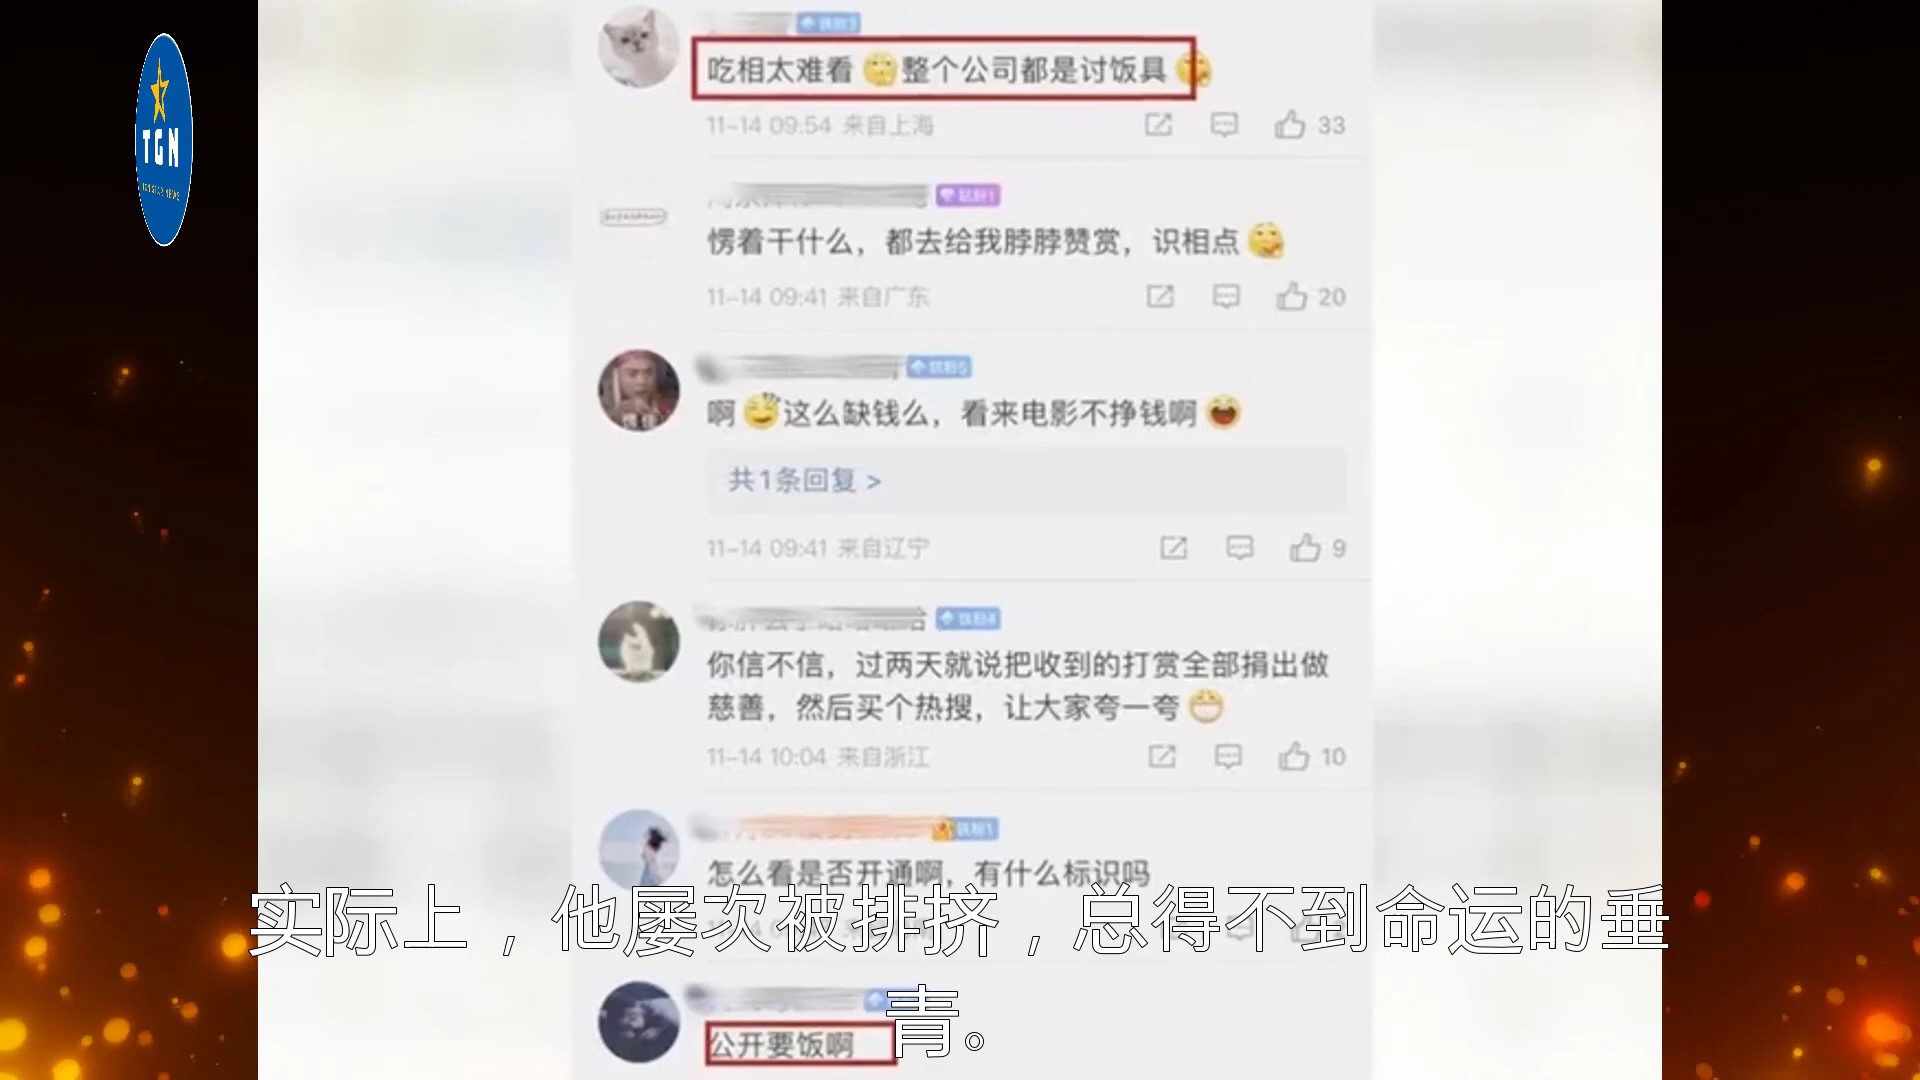 TGN
吃相太难看 整个公司都是讨饭具
11-14 09:54 来自上海
33
愣着干什么，都去给我脖脖赞赏，识相点
11-14 09:41 来自广东
20
啊 这么缺钱么，看来电影不挣钱啊
共1条回复 >
11-14 09:41 来自辽宁
9
你信不信，过两天就说把收到的打赏全部捐出做
慈善，然后买个热搜，让大家夸一夸
11-14 10:04 来自浙江
10
怎么看是否开通啊，有什么标识吗
实际上，他屡次被排挤，总得不到命运的垂
青。
公开要饭啊